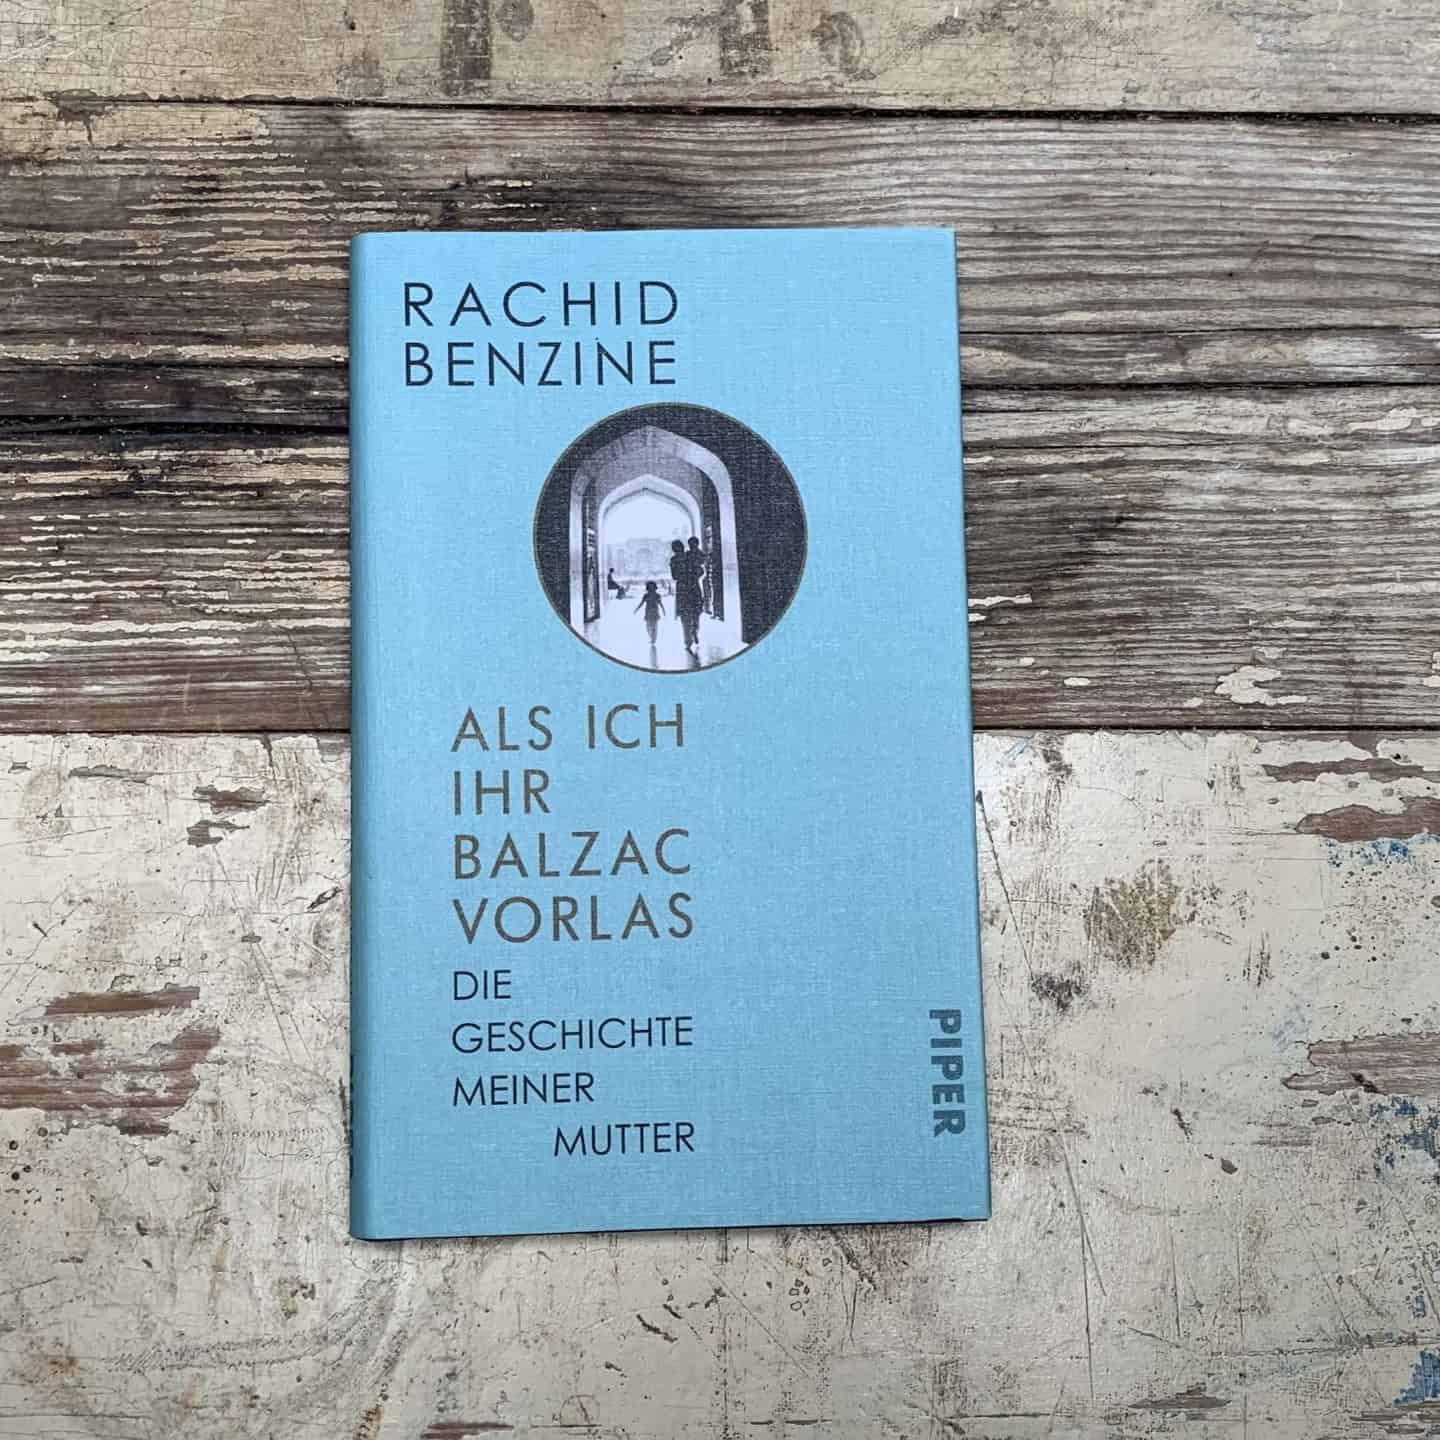 RACHID
BENZINE
ALS ICH
IHR
BALZAC
VORLAS
DIE
GESCHICHTE
MEINER
MUTTER
PIPER